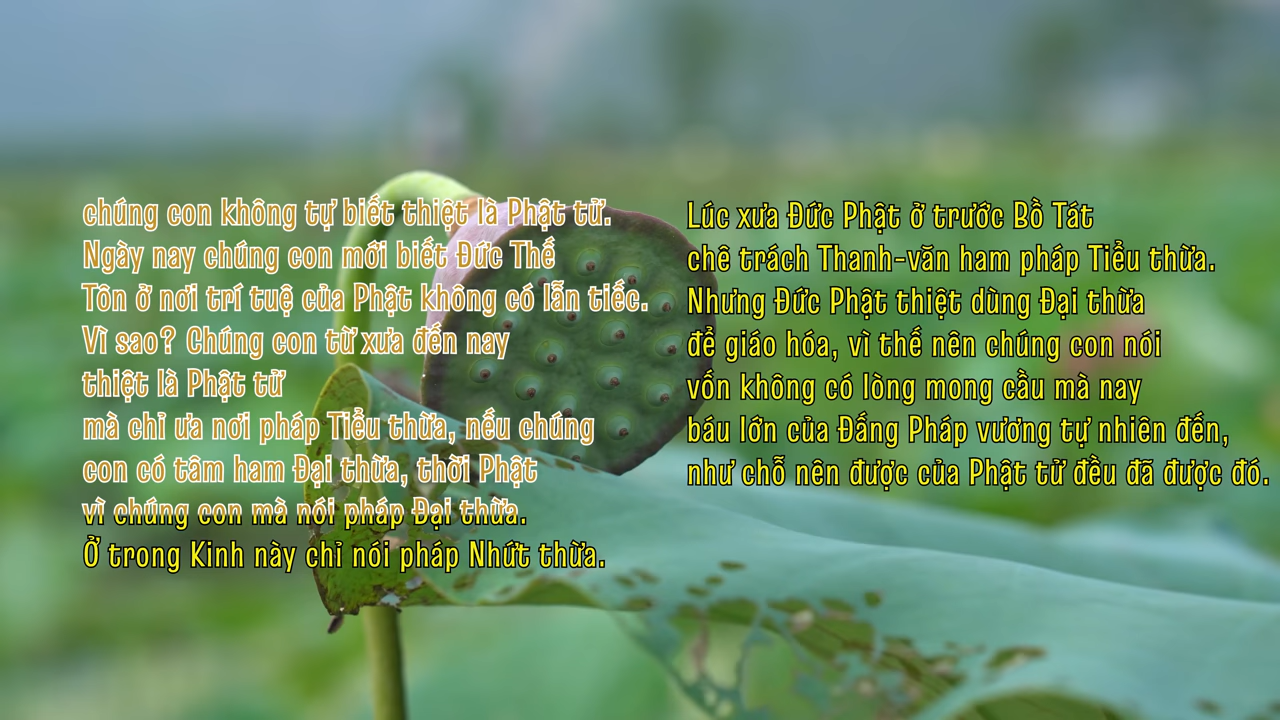 chúng con không tự biết thiệt là Phật tử.
Ngày nay chúng con mới biết Đức Thế
Tôn ở nơi trí tuệ của Phật không có lẫn tiếc.
Vì sao? Chúng con từ xưa đến nay
thiệt là Phật tử
mà chỉ ưa nơi pháp Tiểu thừa, nếu chúng
con có tâm ham Đại thừa, thời Phật
vì chúng con mà nói pháp Đại thừa.
Ở trong Kinh này chỉ nói pháp Nhứt thừa.
Lúc xưa Đức Phật ở trước Bồ Tát
chê trách Thanh-văn ham pháp Tiểu thừa.
Nhưng Đức Phật thiệt dùng Đại thừa
để giáo hóa, vì thế nên chúng con nói
vốn không có lòng mong cầu mà nay
báu lớn của Đấng Pháp vương tự nhiên đến,
như chỗ nên được của Phật tử đều đã được đó.